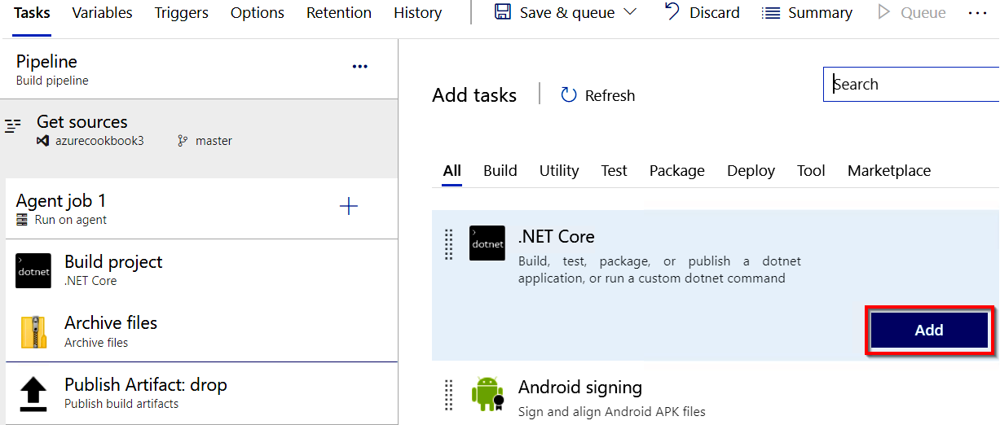 Tasks Variables Triggers Options Retention History Save & queue Discard Summary Queue ...
Pipeline
Build pipeline
Get sources
azurecookbook3 master
Agent job 1
Run on agent
dotnet
Build project
.NET Core
Archive files
Archive files
Publish Artifact: drop
Publish build artifacts
Add tasks Refresh
Search
All Build Utility Test Package Deploy Tool Marketplace
dotnet
.NET Core
Build, test, package, or publish a dotnet
application, or run a custom dotnet command
Add
Android signing
Sign and align Android APK files